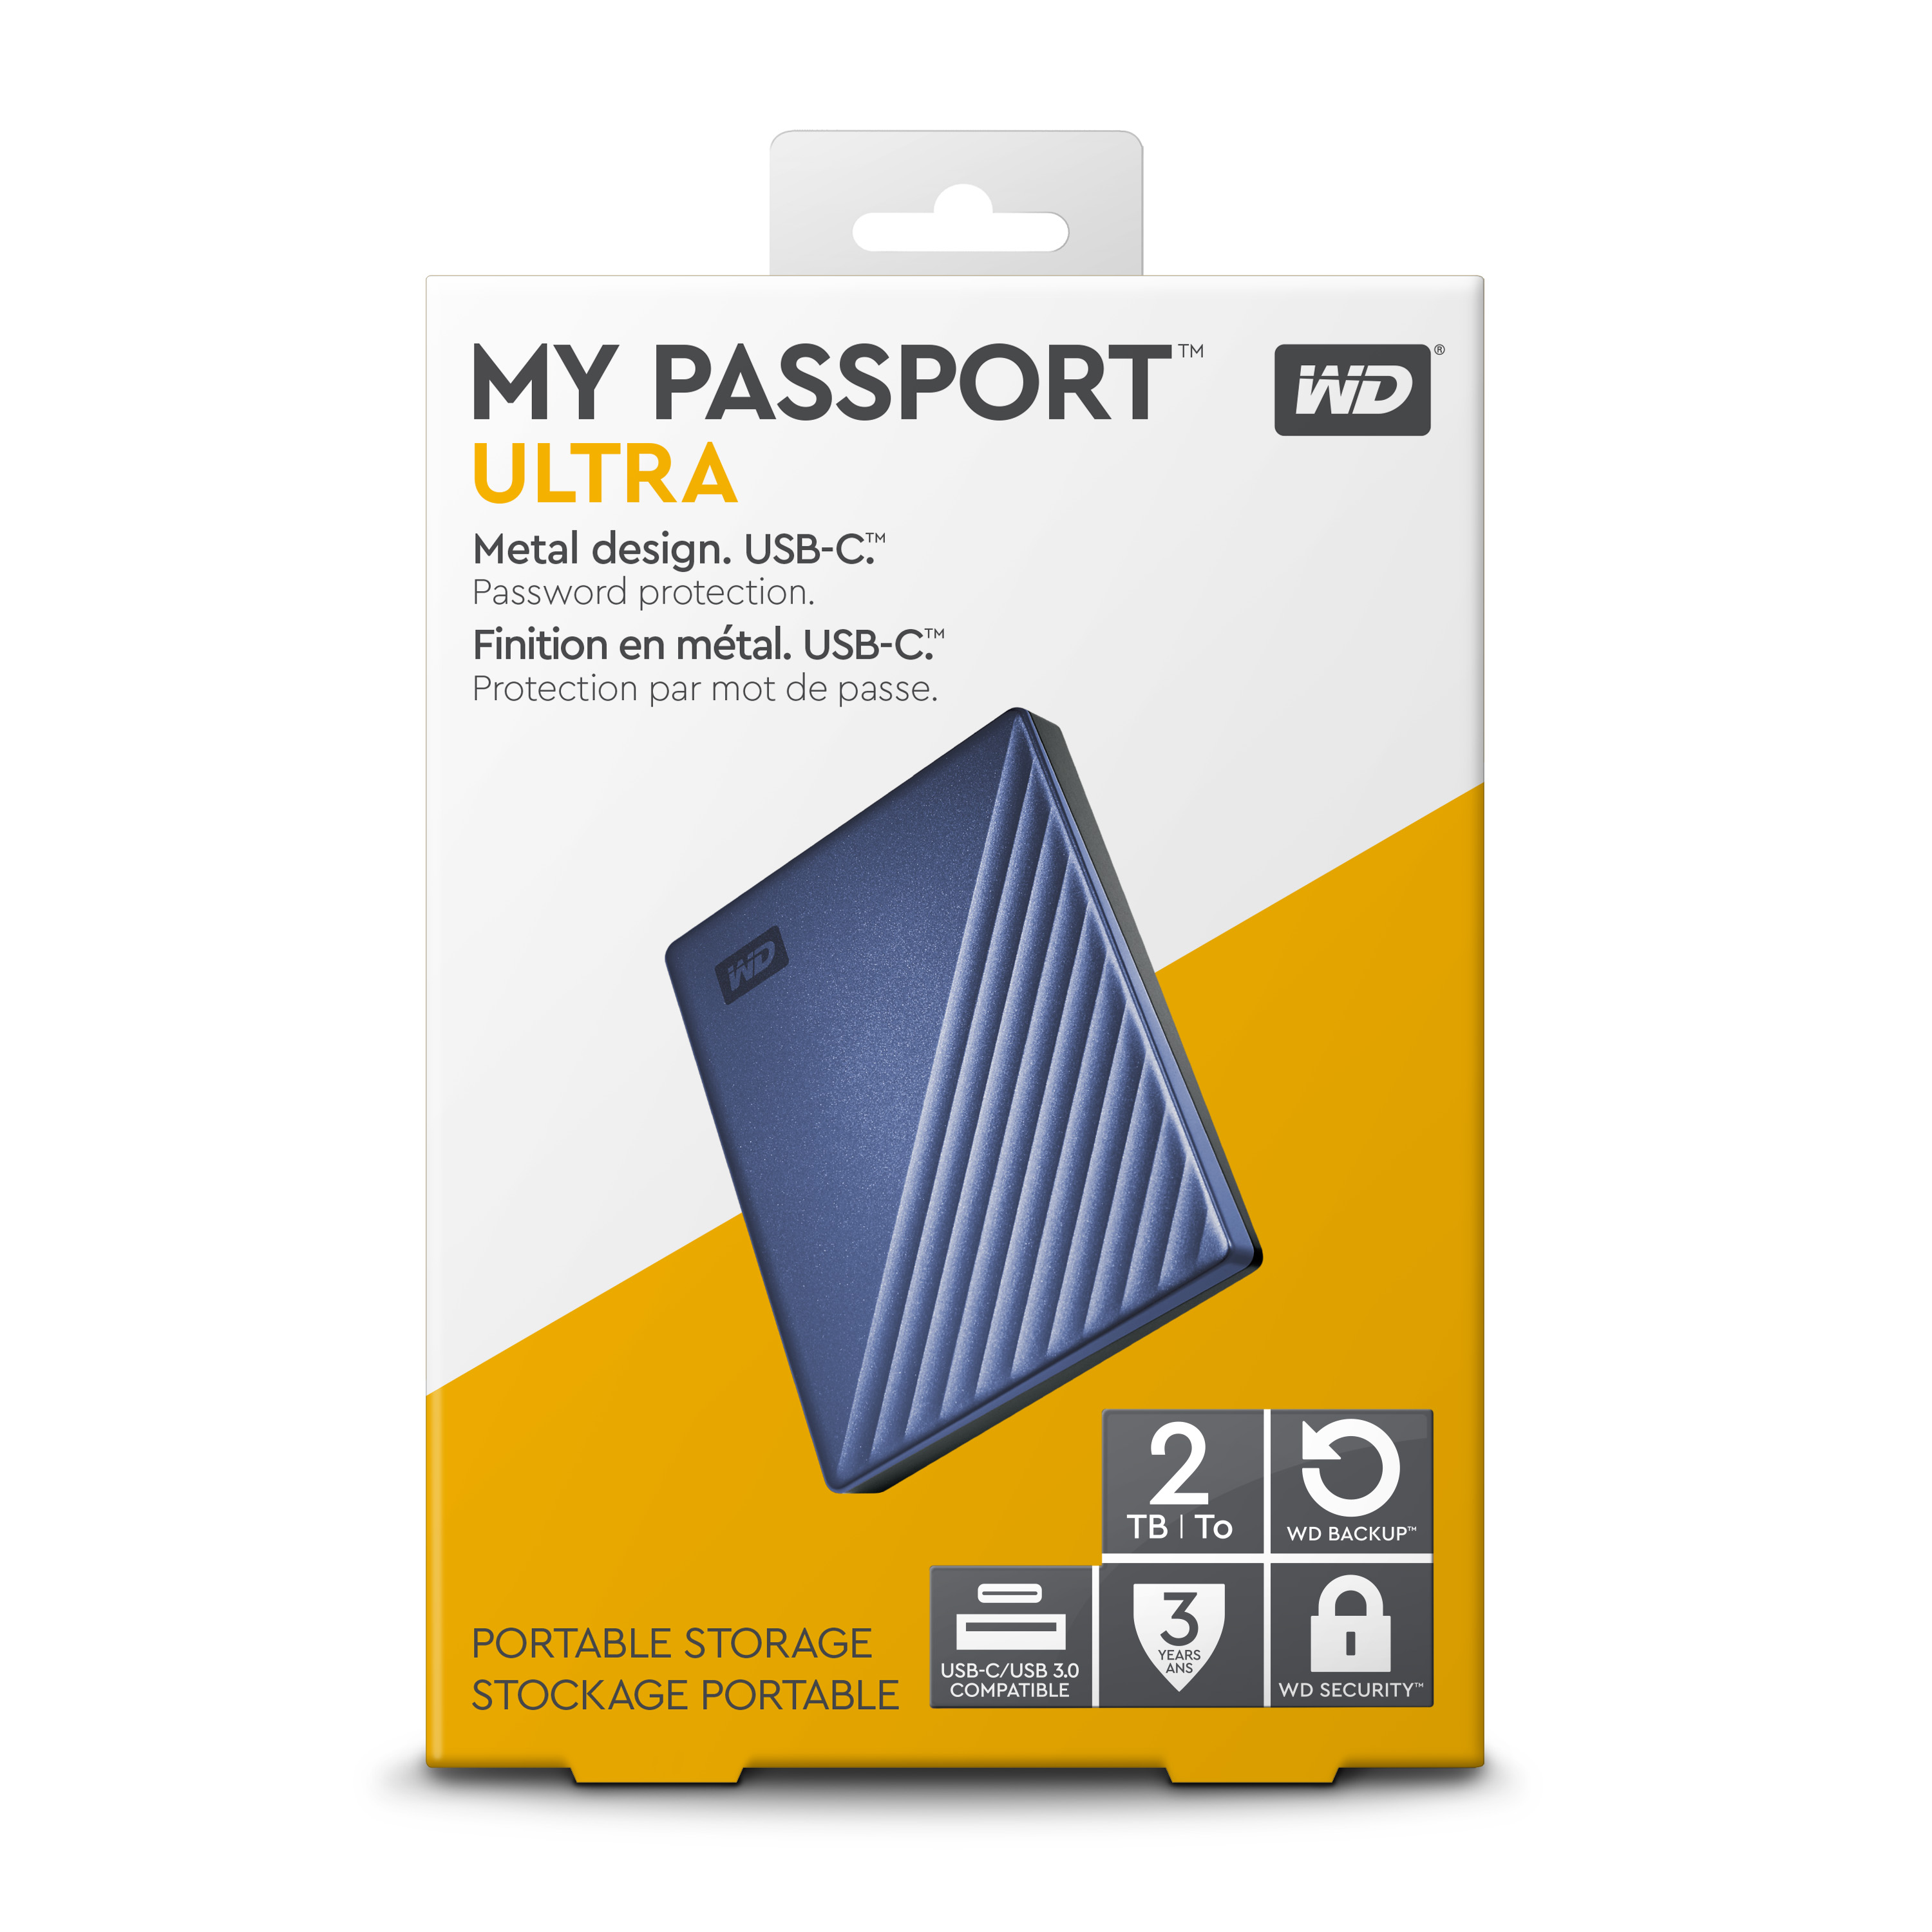 MY PASSPORT™
WD®
ULTRA
Metal design. USB-C.™
Password protection.
Finition en métal. USB-C.™
Protection par mot de passe.
WD
2
TB | To
WD BACKUP™
USB-C/USB 3.0
COMPATIBLE
3
YEARS
ANS
WD SECURITY™
PORTABLE STORAGE
STOCKAGE PORTABLE